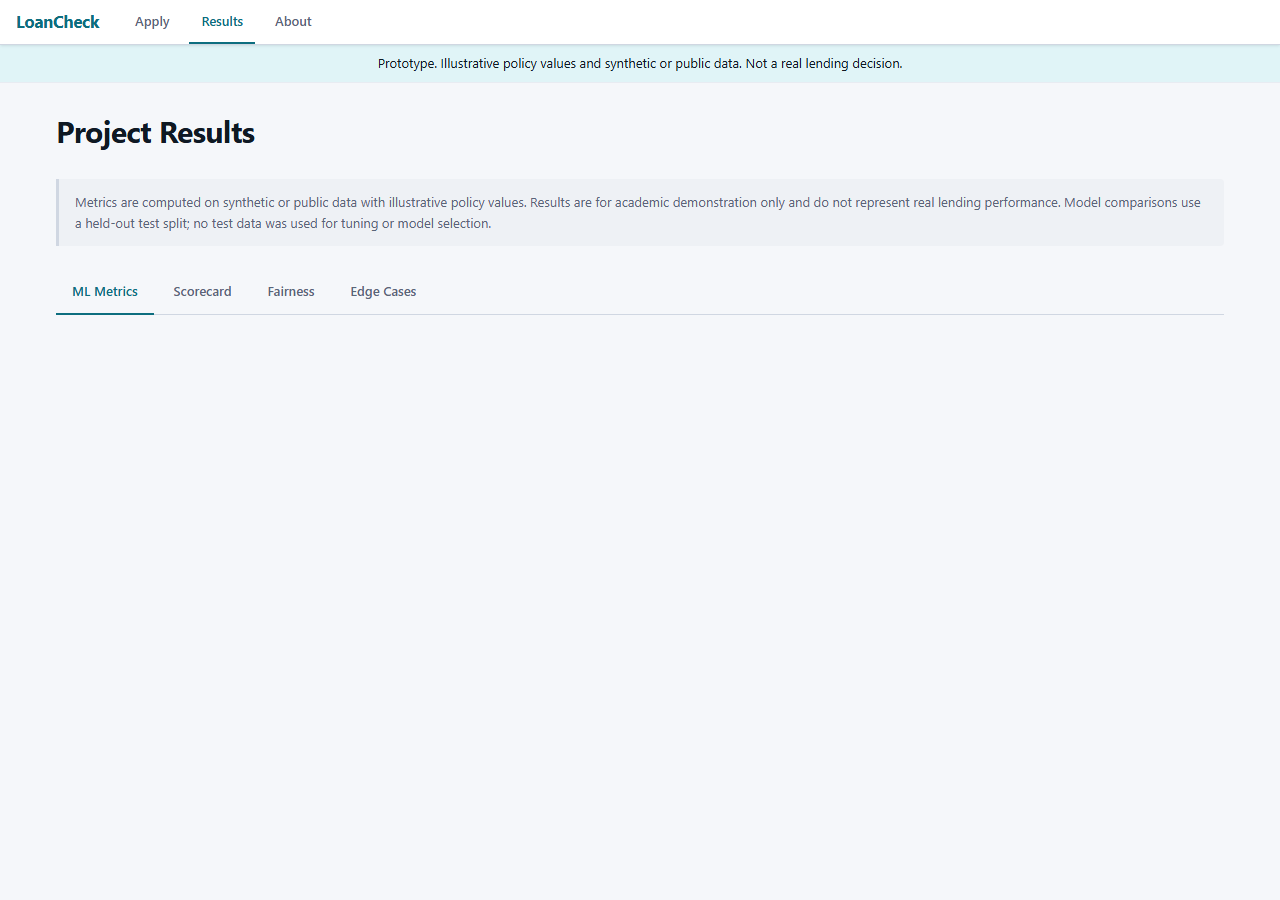 LoanCheck Apply Results About
Prototype. Illustrative policy values and synthetic or public data. Not a real lending decision.
Project Results
Metrics are computed on synthetic or public data with illustrative policy values. Results are for academic demonstration only and do not represent real lending performance. Model comparisons use
a held-out test split; no test data was used for tuning or model selection.
ML Metrics Scorecard Fairness Edge Cases